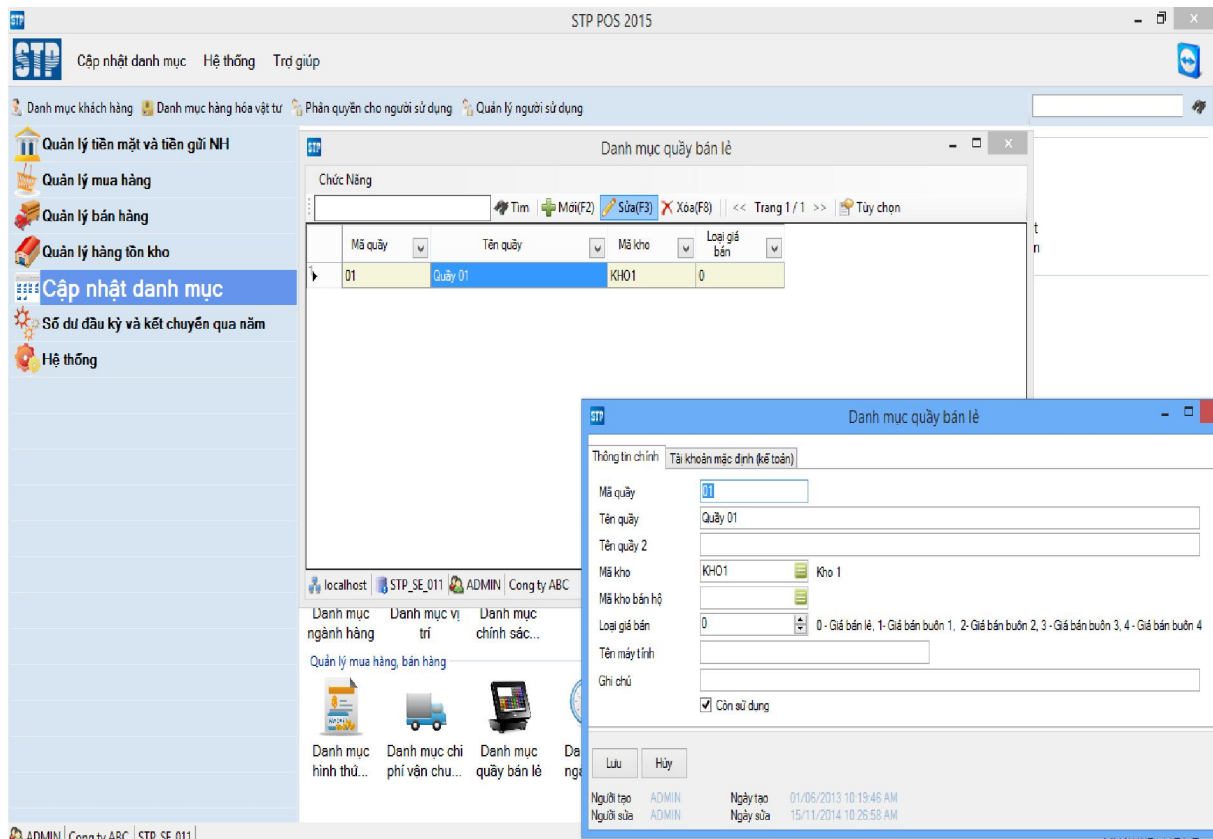 STP
STP POS 2015
STP
Cập nhật danh mục Hệ thống Trợ giúp
Danh mục khách hàng Danh mục hàng hóa vật tư Phân quyền cho người sử dụng Quản lý người sử dụng
Quản lý tiền mặt và tiền gửi NH
Quản lý mua hàng
Quản lý bán hàng
Quản lý hàng tồn kho
Cập nhật danh mục
Số dư đầu kỳ và kết chuyển qua năm
Hệ thống
STP
Danh mục quầy bán lẻ
Chức Năng
Tìm Mới(F2) Sửa(F3) Xóa(F8) << Trang 1 / 1 >> Tùy chọn
Mã quầy Tên quầy Mã kho Loại giá bán
01 Quầy 01 KHO1 0
t
n
localhost STP_SE_011 ADMIN Cong ty ABC
Danh mục ngành hàng
Danh mục vị trí
Danh mục chính sác...
Quản lý mua hàng, bán hàng
Danh mục hình thứ...
Danh mục chi phí vận chu...
Danh mục quầy bán lẻ
STP
Danh mục quầy bán lẻ
Thông tin chính Tài khoản mặc định (kế toán)
Mã quầy 01
Tên quầy Quầy 01
Tên quầy 2
Mã kho KHO1 Kho 1
Mã kho bán hộ
Loại giá bán 0 0 - Giá bán lẻ, 1- Giá bán buôn 1, 2- Giá bán buôn 2, 3 - Giá bán buôn 3, 4 - Giá bán buôn 4
Tên máy tính
Ghi chú
Còn sử dụng
Lưu Hủy
Người tạo ADMIN Ngày tạo 01/06/2013 10:19:46 AM
Người sửa ADMIN Ngày sửa 15/11/2014 10:26:58 AM
ADMIN Cong ty ABC STP_SE_011